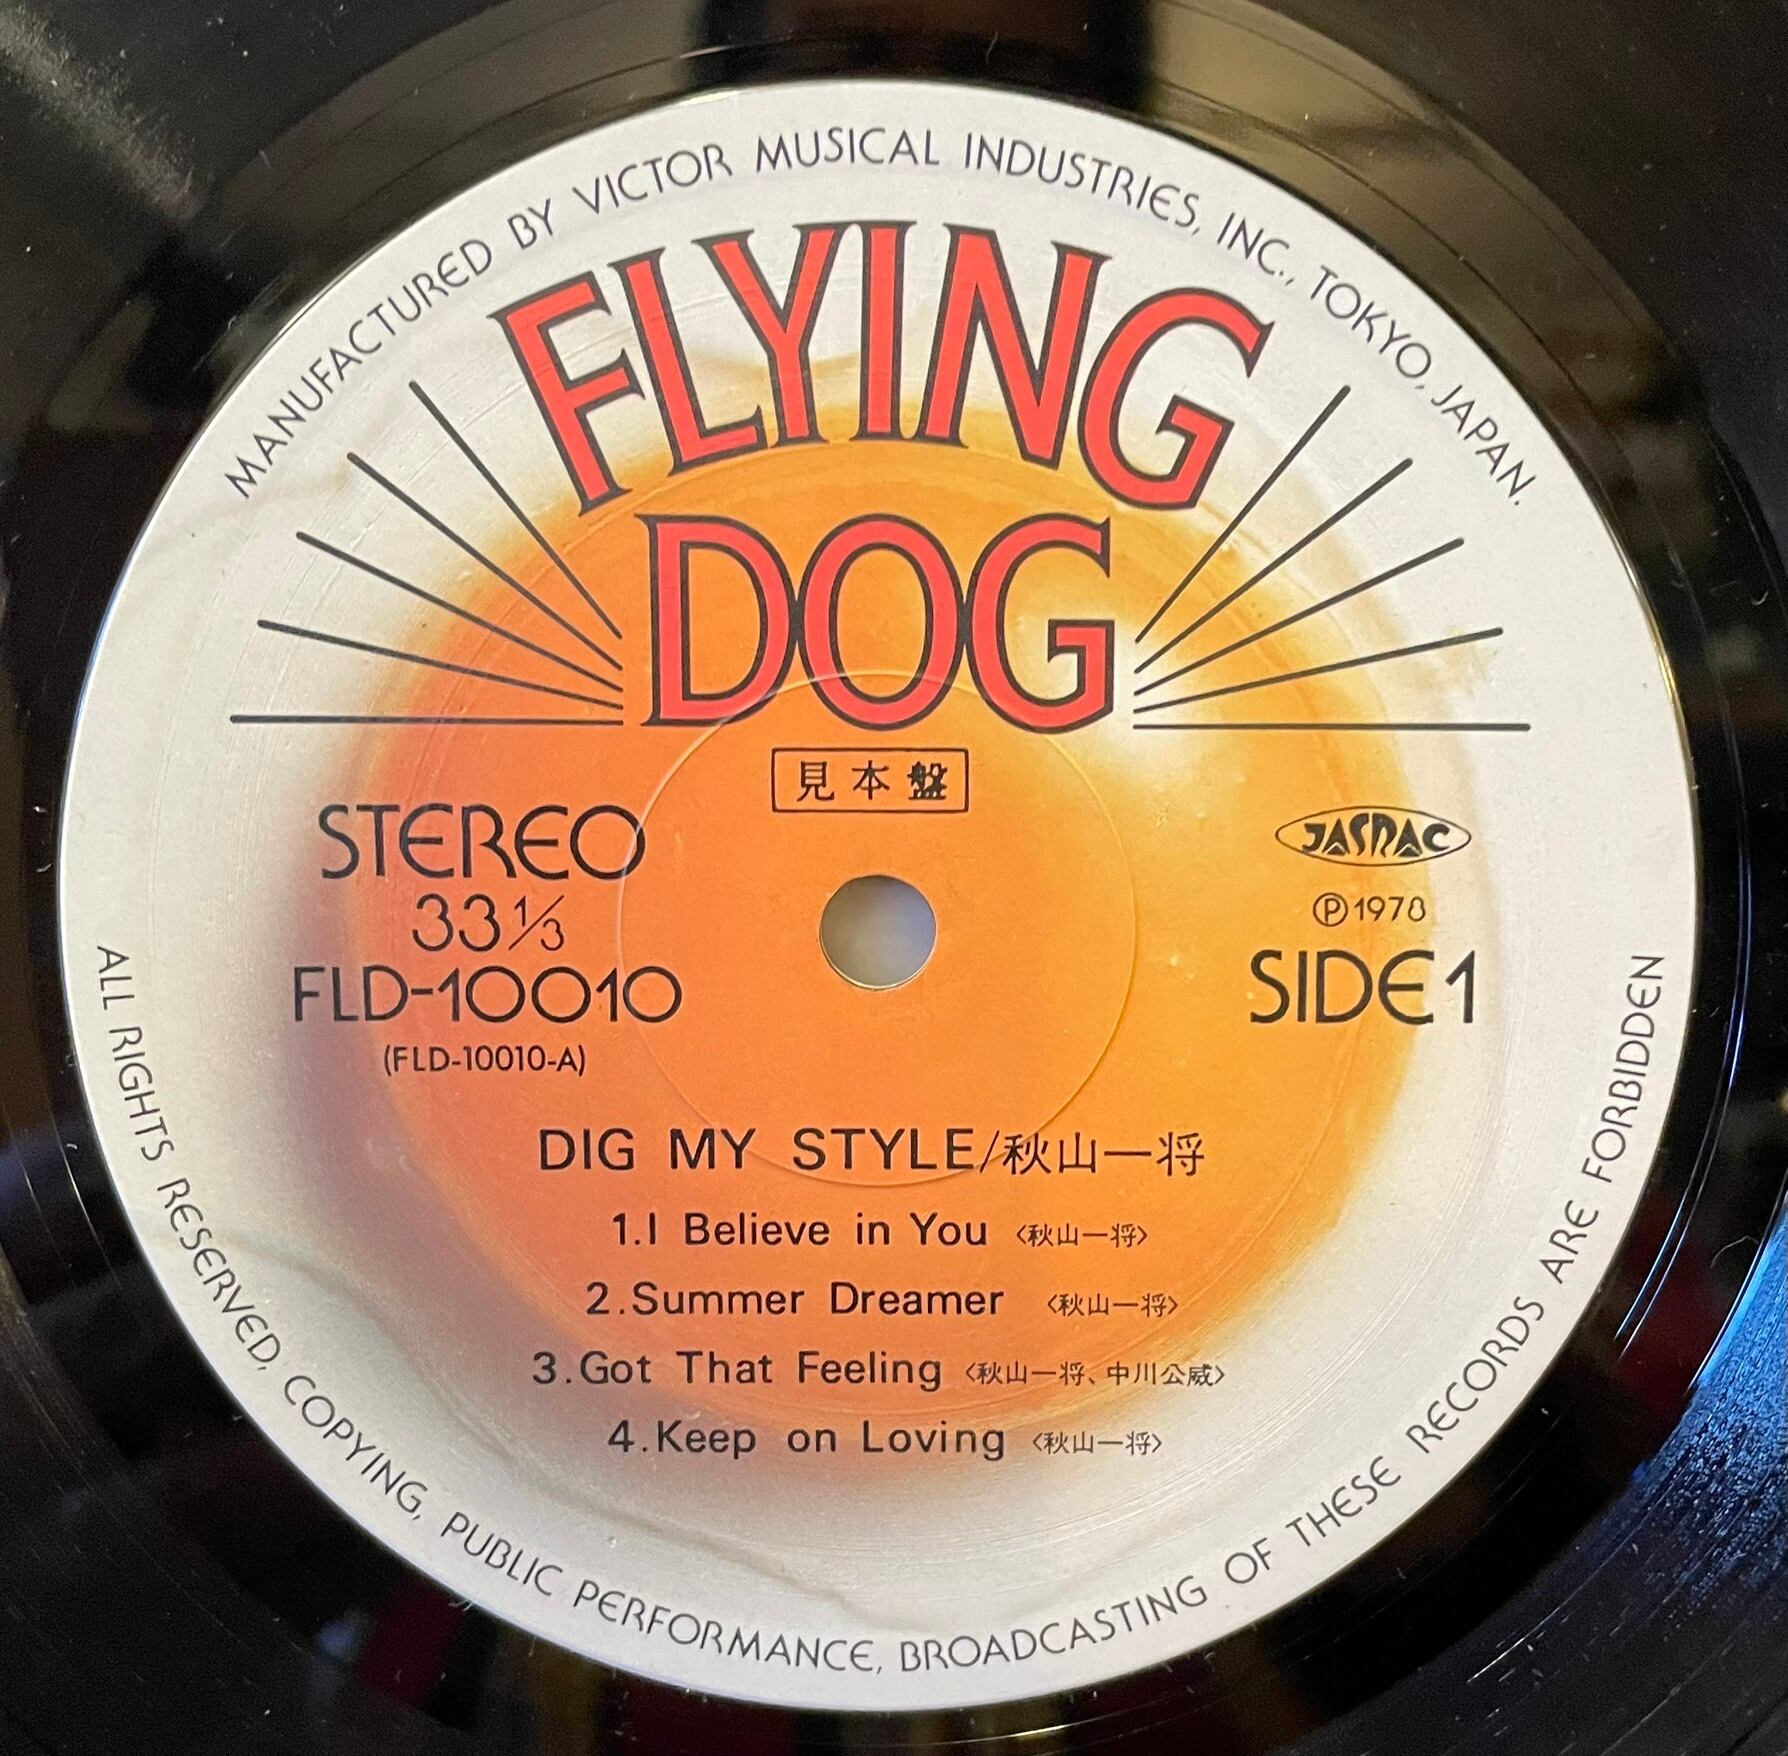 MANUFACTURED BY VICTOR MUSICAL INDUSTRIES, INC., TOKYO, JAPAN.
FLYING
DOG
見本盤
STEREO
33 1/3
FLD-10010
(FLD-10010-A)
JASRAC
Ⓟ1978
SIDE 1
DIG MY STYLE/秋山一将
1.I Believe in You 〈秋山一将〉
2.Summer Dreamer 〈秋山一将〉
3.Got That Feeling 〈秋山一将、中川公威〉
4.Keep on Loving 〈秋山一将〉
ALL RIGHTS RESERVED, COPYING, PUBLIC PERFORMANCE, BROADCASTING OF THESE RECORDS ARE FORBIDDEN